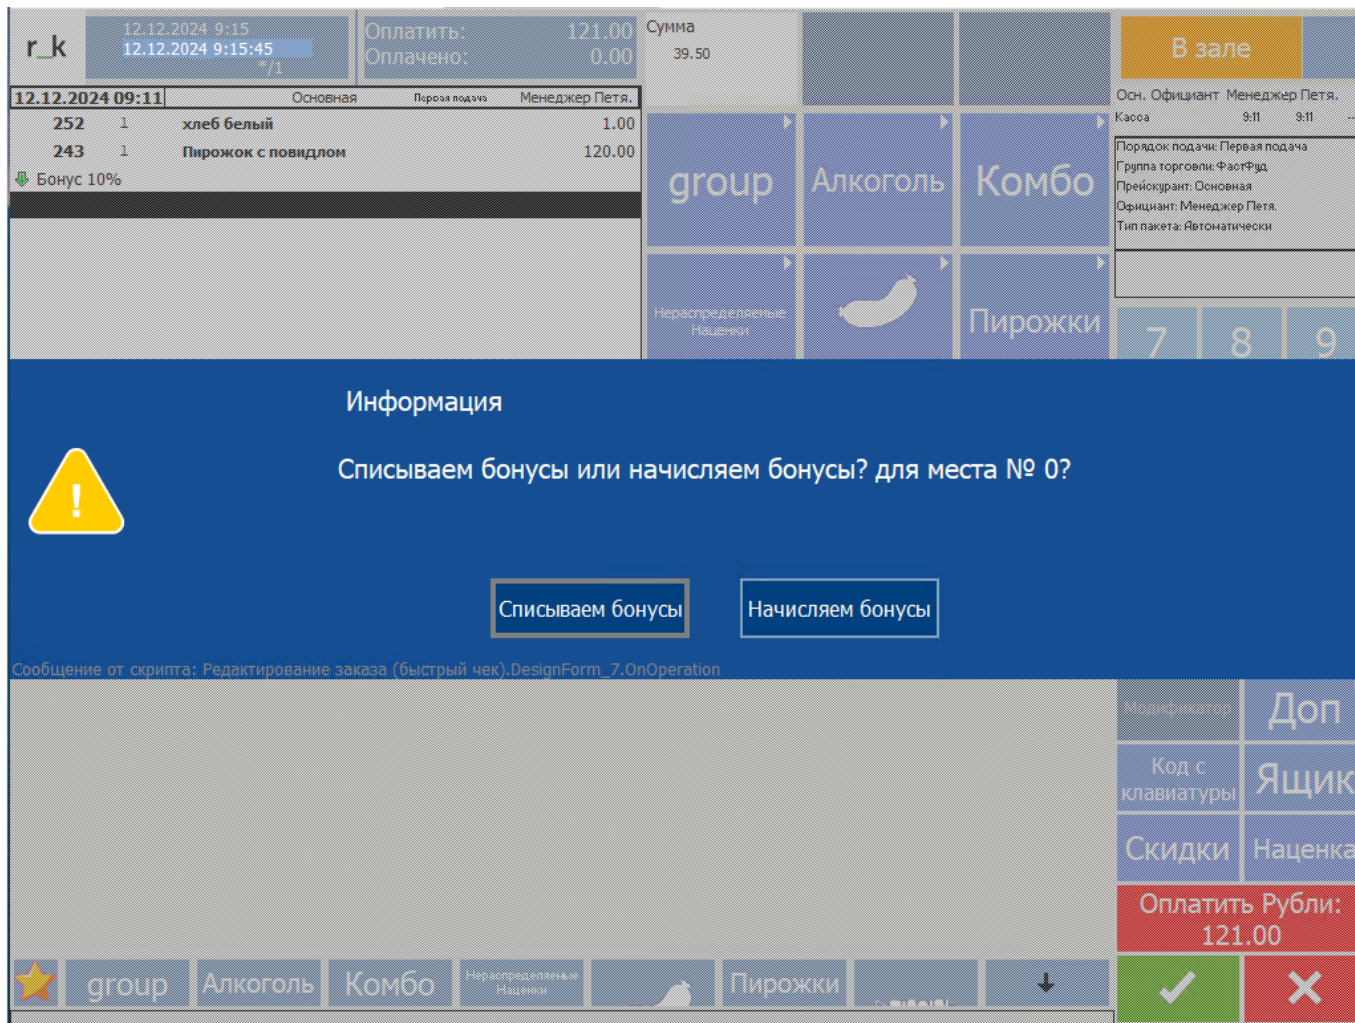 r_k
12.12.2024 9:15
12.12.2024 9:15:45
*/1
Оплатить: 121.00
Оплачено: 0.00
Сумма
39.50
В зале
12.12.2024 09:11 Основная Первая подача Менеджер Петя.
252 1 хлеб белый 1.00
243 1 Пирожок с повидлом 120.00
Бонус 10%
group
Алкоголь
Комбо
Нераспределяемые
Наценки
Пирожки
Осн. Официант Менеджер Петя.
Касса 9:11 9:11 --
Порядок подачи: Первая подача
Группа торговли: ФастФуд
Прейскурант: Основная
Официант: Менеджер Петя.
Тип пакета: Автоматически
7 8 9
Информация
Списываем бонусы или начисляем бонусы? для места № 0?
!
Списываем бонусы
Начисляем бонусы
Сообщение от скрипта: Редактирование заказа (быстрый чек).DesignForm_7.OnOperation
Модификатор
Доп
Код с
клавиатуры
Ящик
Скидки
Наценка
Оплатить Рубли:
121.00
group
Алкоголь
Комбо
Нераспределяемые
Наценки
Пирожки